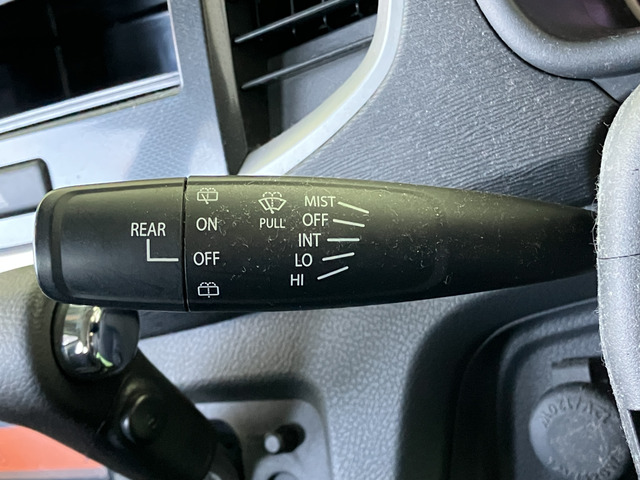 REAR
ON
OFF
PULL
MIST
OFF
INT
LO
HI